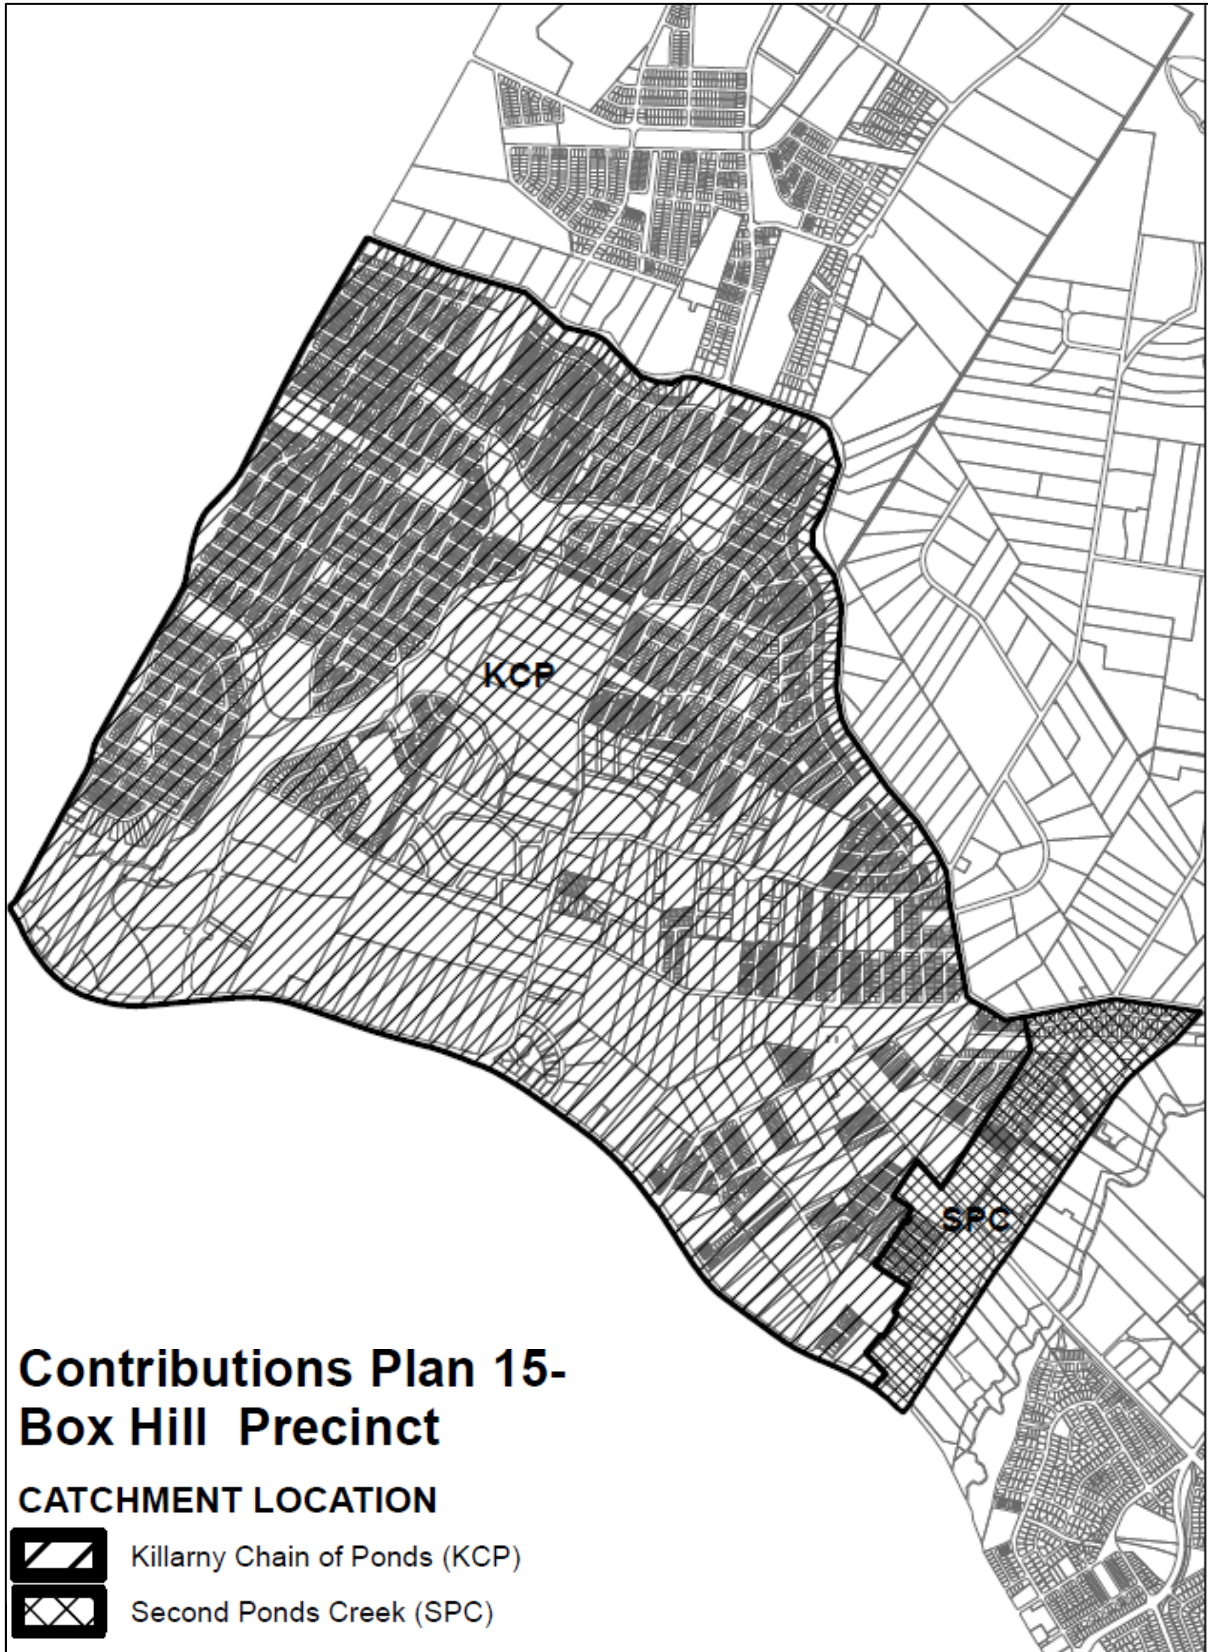 KCP
SPC
Contributions Plan 15-
Box Hill Precinct
CATCHMENT LOCATION
Killarny Chain of Ponds (KCP)
Second Ponds Creek (SPC)